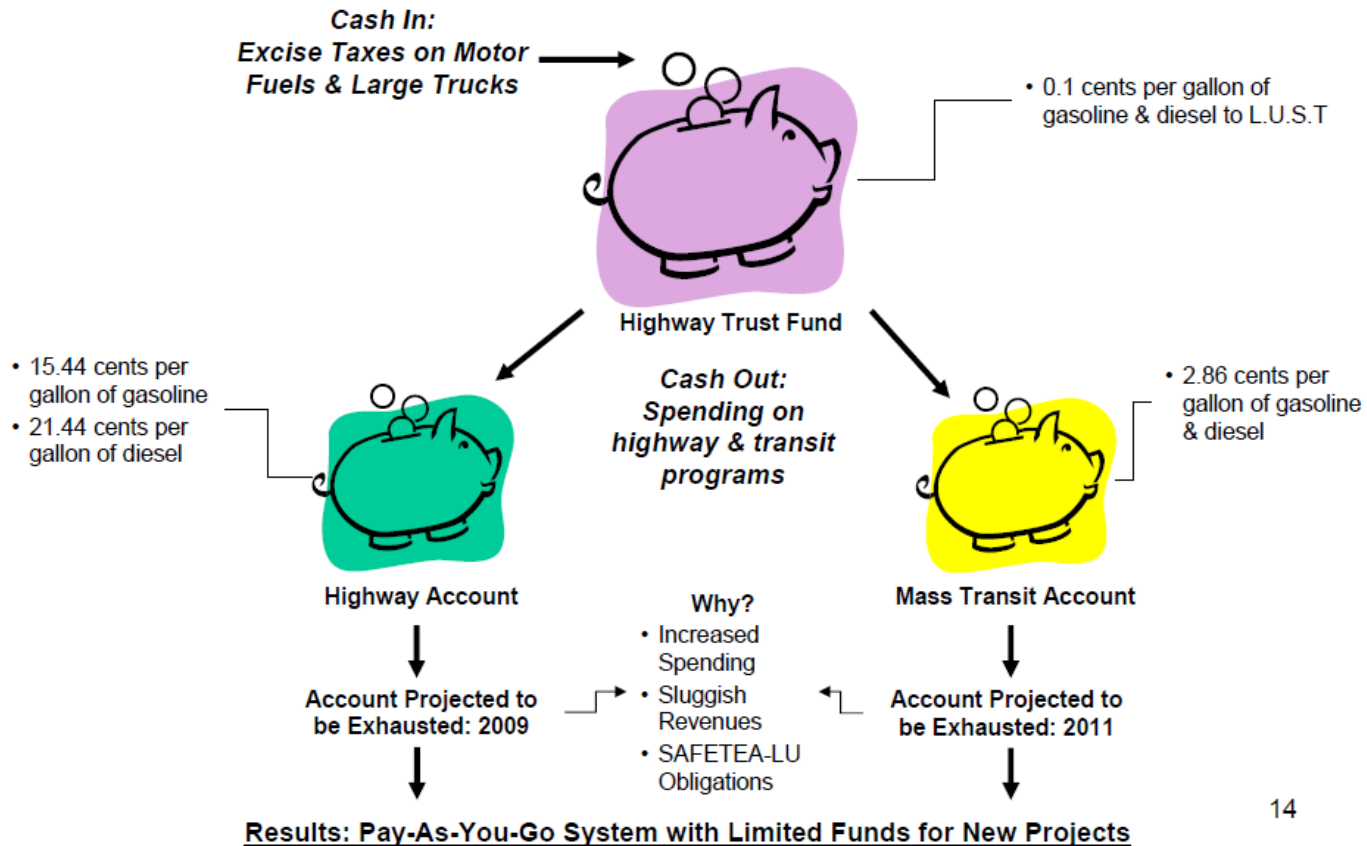 Cash In:
Excise Taxes on Motor
Fuels & Large Trucks
• 0.1 cents per gallon of
gasoline & diesel to L.U.S.T
Highway Trust Fund
• 15.44 cents per
gallon of gasoline
• 21.44 cents per
gallon of diesel
Cash Out:
Spending on
highway & transit
programs
• 2.86 cents per
gallon of gasoline
& diesel
Highway Account
Mass Transit Account
Account Projected to
be Exhausted: 2009
Why?
• Increased
Spending
• Sluggish
Revenues
• SAFETEA-LU
Obligations
Account Projected to
be Exhausted: 2011
Results: Pay-As-You-Go System with Limited Funds for New Projects
14